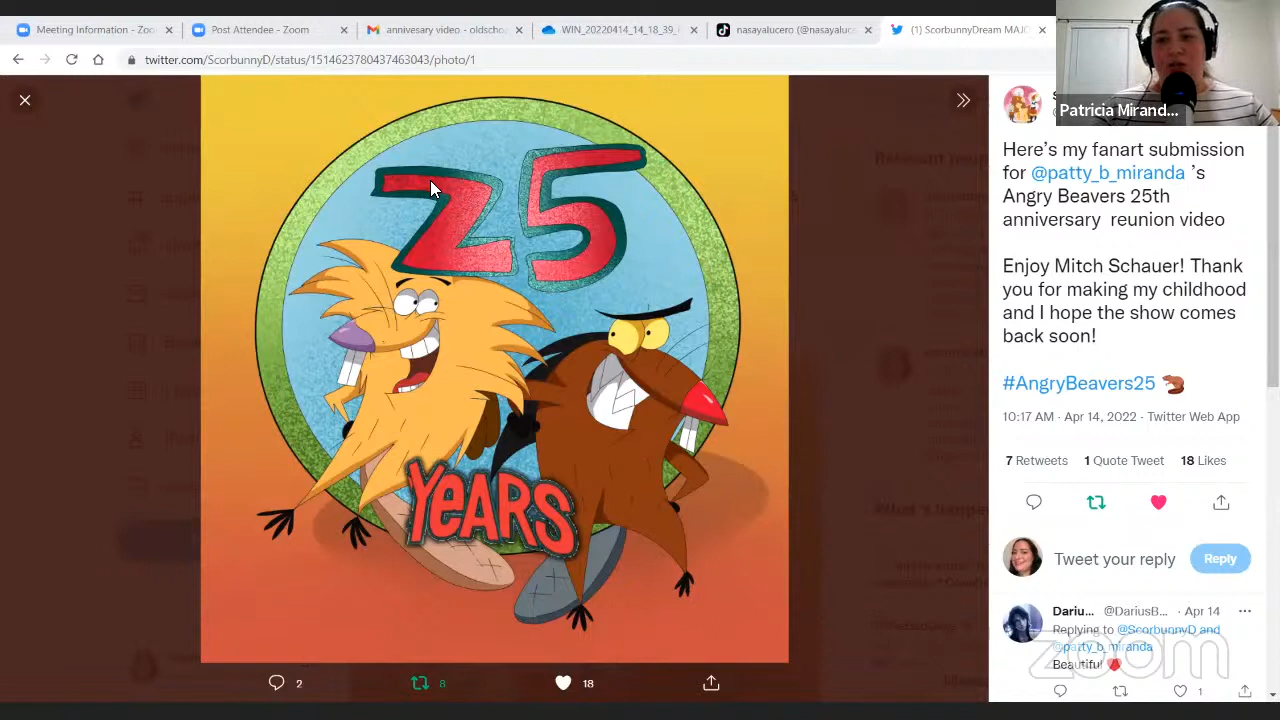 Meeting Information - Zoo
Post Attendee - Zoom
annivesary video - oldscho
WIN_20220414_14_18_39_
nasayalucero (@nasayaluc
(1) ScorbunnyDream MAJ
twitter.com/ScorbunnyD/status/1514623780437463043/photo/1
Patricia Mirand...
25
YEARS
Here's my fanart submission
for @patty_b_miranda 's
Angry Beavers 25th
anniversary reunion video
Enjoy Mitch Schauer! Thank
you for making my childhood
and I hope the show comes
back soon!
#AngryBeavers25
10:17 AM · Apr 14, 2022 · Twitter Web App
7 Retweets 1 Quote Tweet 18 Likes
Tweet your reply Reply
Dariu... @DariusB... · Apr 14
Replying to @ScorbunnyD and
@patty_b_miranda
Beautiful
1
2 8 18
zoom